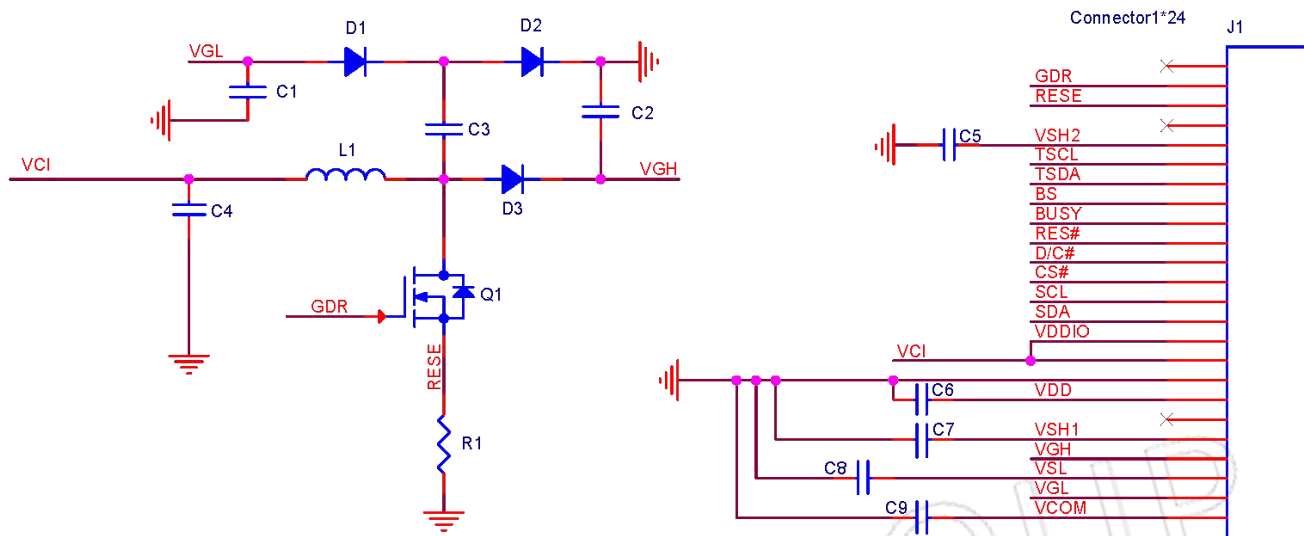 Connector1*24
J1
D1
D2
VGL
C1
C2
C3
VCI
L1
VGH
D3
C4
Q1
GDR
RESE
R1
GDR
RESE
C5
VSH2
TSCL
TSDA
BS
BUSY
RES#
D/C#
CS#
SCL
SDA
VDDIO
VCI
C6
VDD
C7
VSH1
VGH
C8
VSL
VGL
C9
VCOM